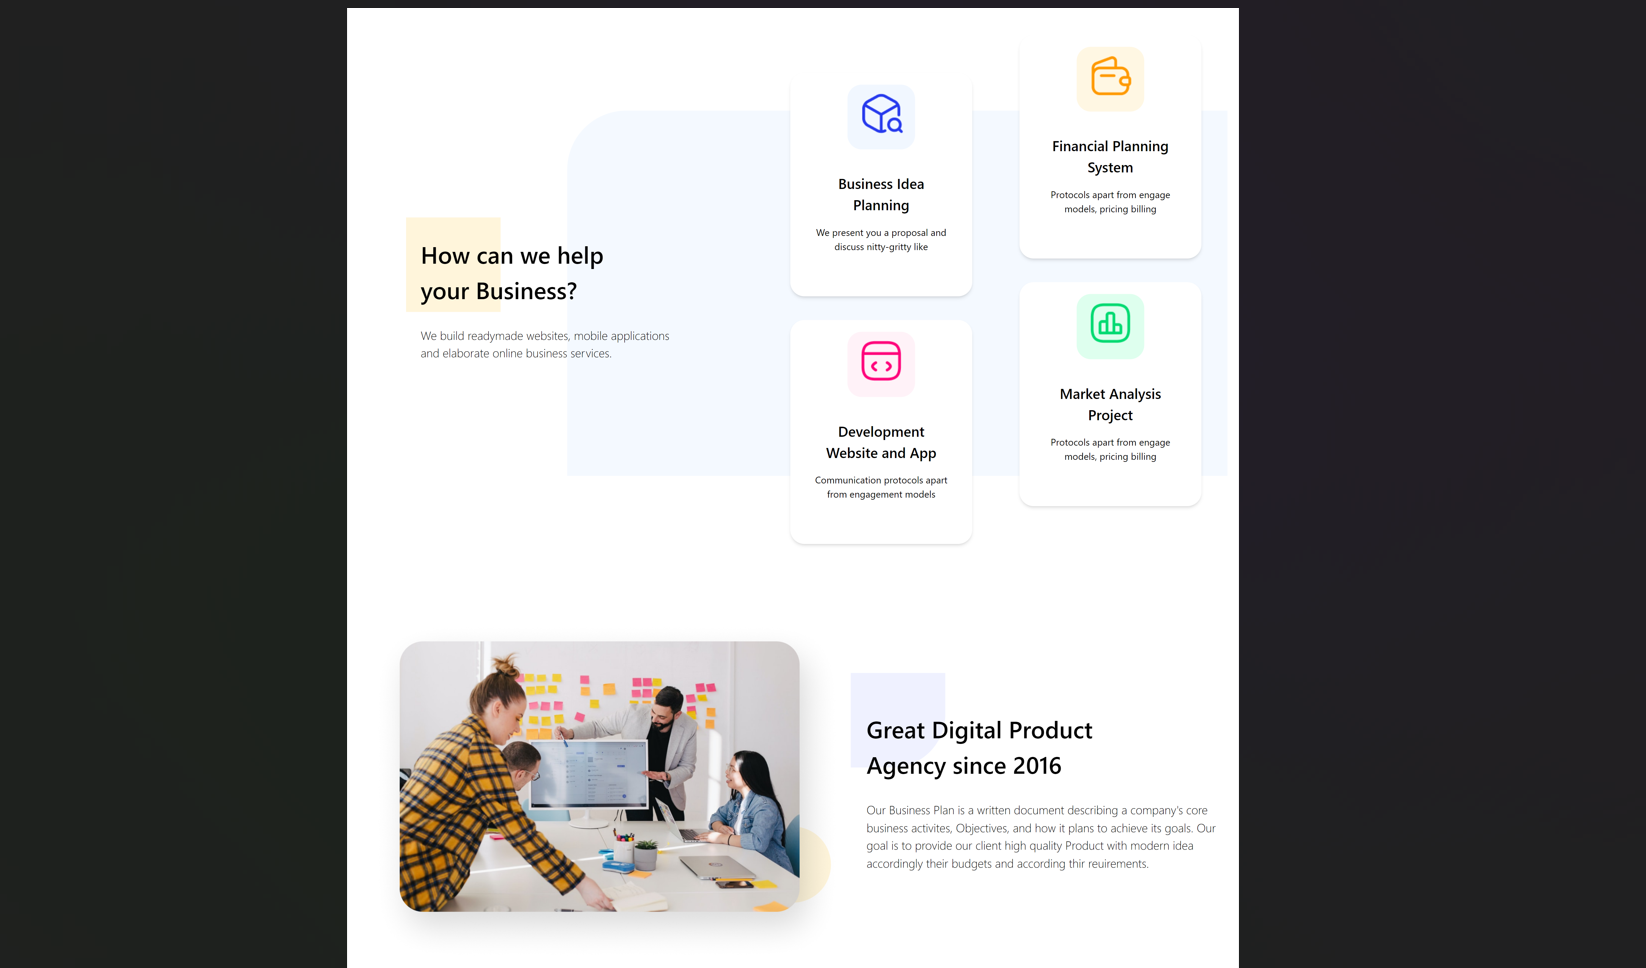 How can we help
your Business?
We build readymade websites, mobile applications
and elaborate online business services.
Business Idea
Planning
We present you a proposal and
discuss nitty-gritty like
Financial Planning
System
Protocols apart from engage
models, pricing billing
Development
Website and App
Communication protocols apart
from engagement models
Market Analysis
Project
Protocols apart from engage
models, pricing billing
Great Digital Product
Agency since 2016
Our Business Plan is a written document describing a company's core
business activites, Objectives, and how it plans to achieve its goals. Our
goal is to provide our client high quality Product with modern idea
accordingly their budgets and according thir reuirements.